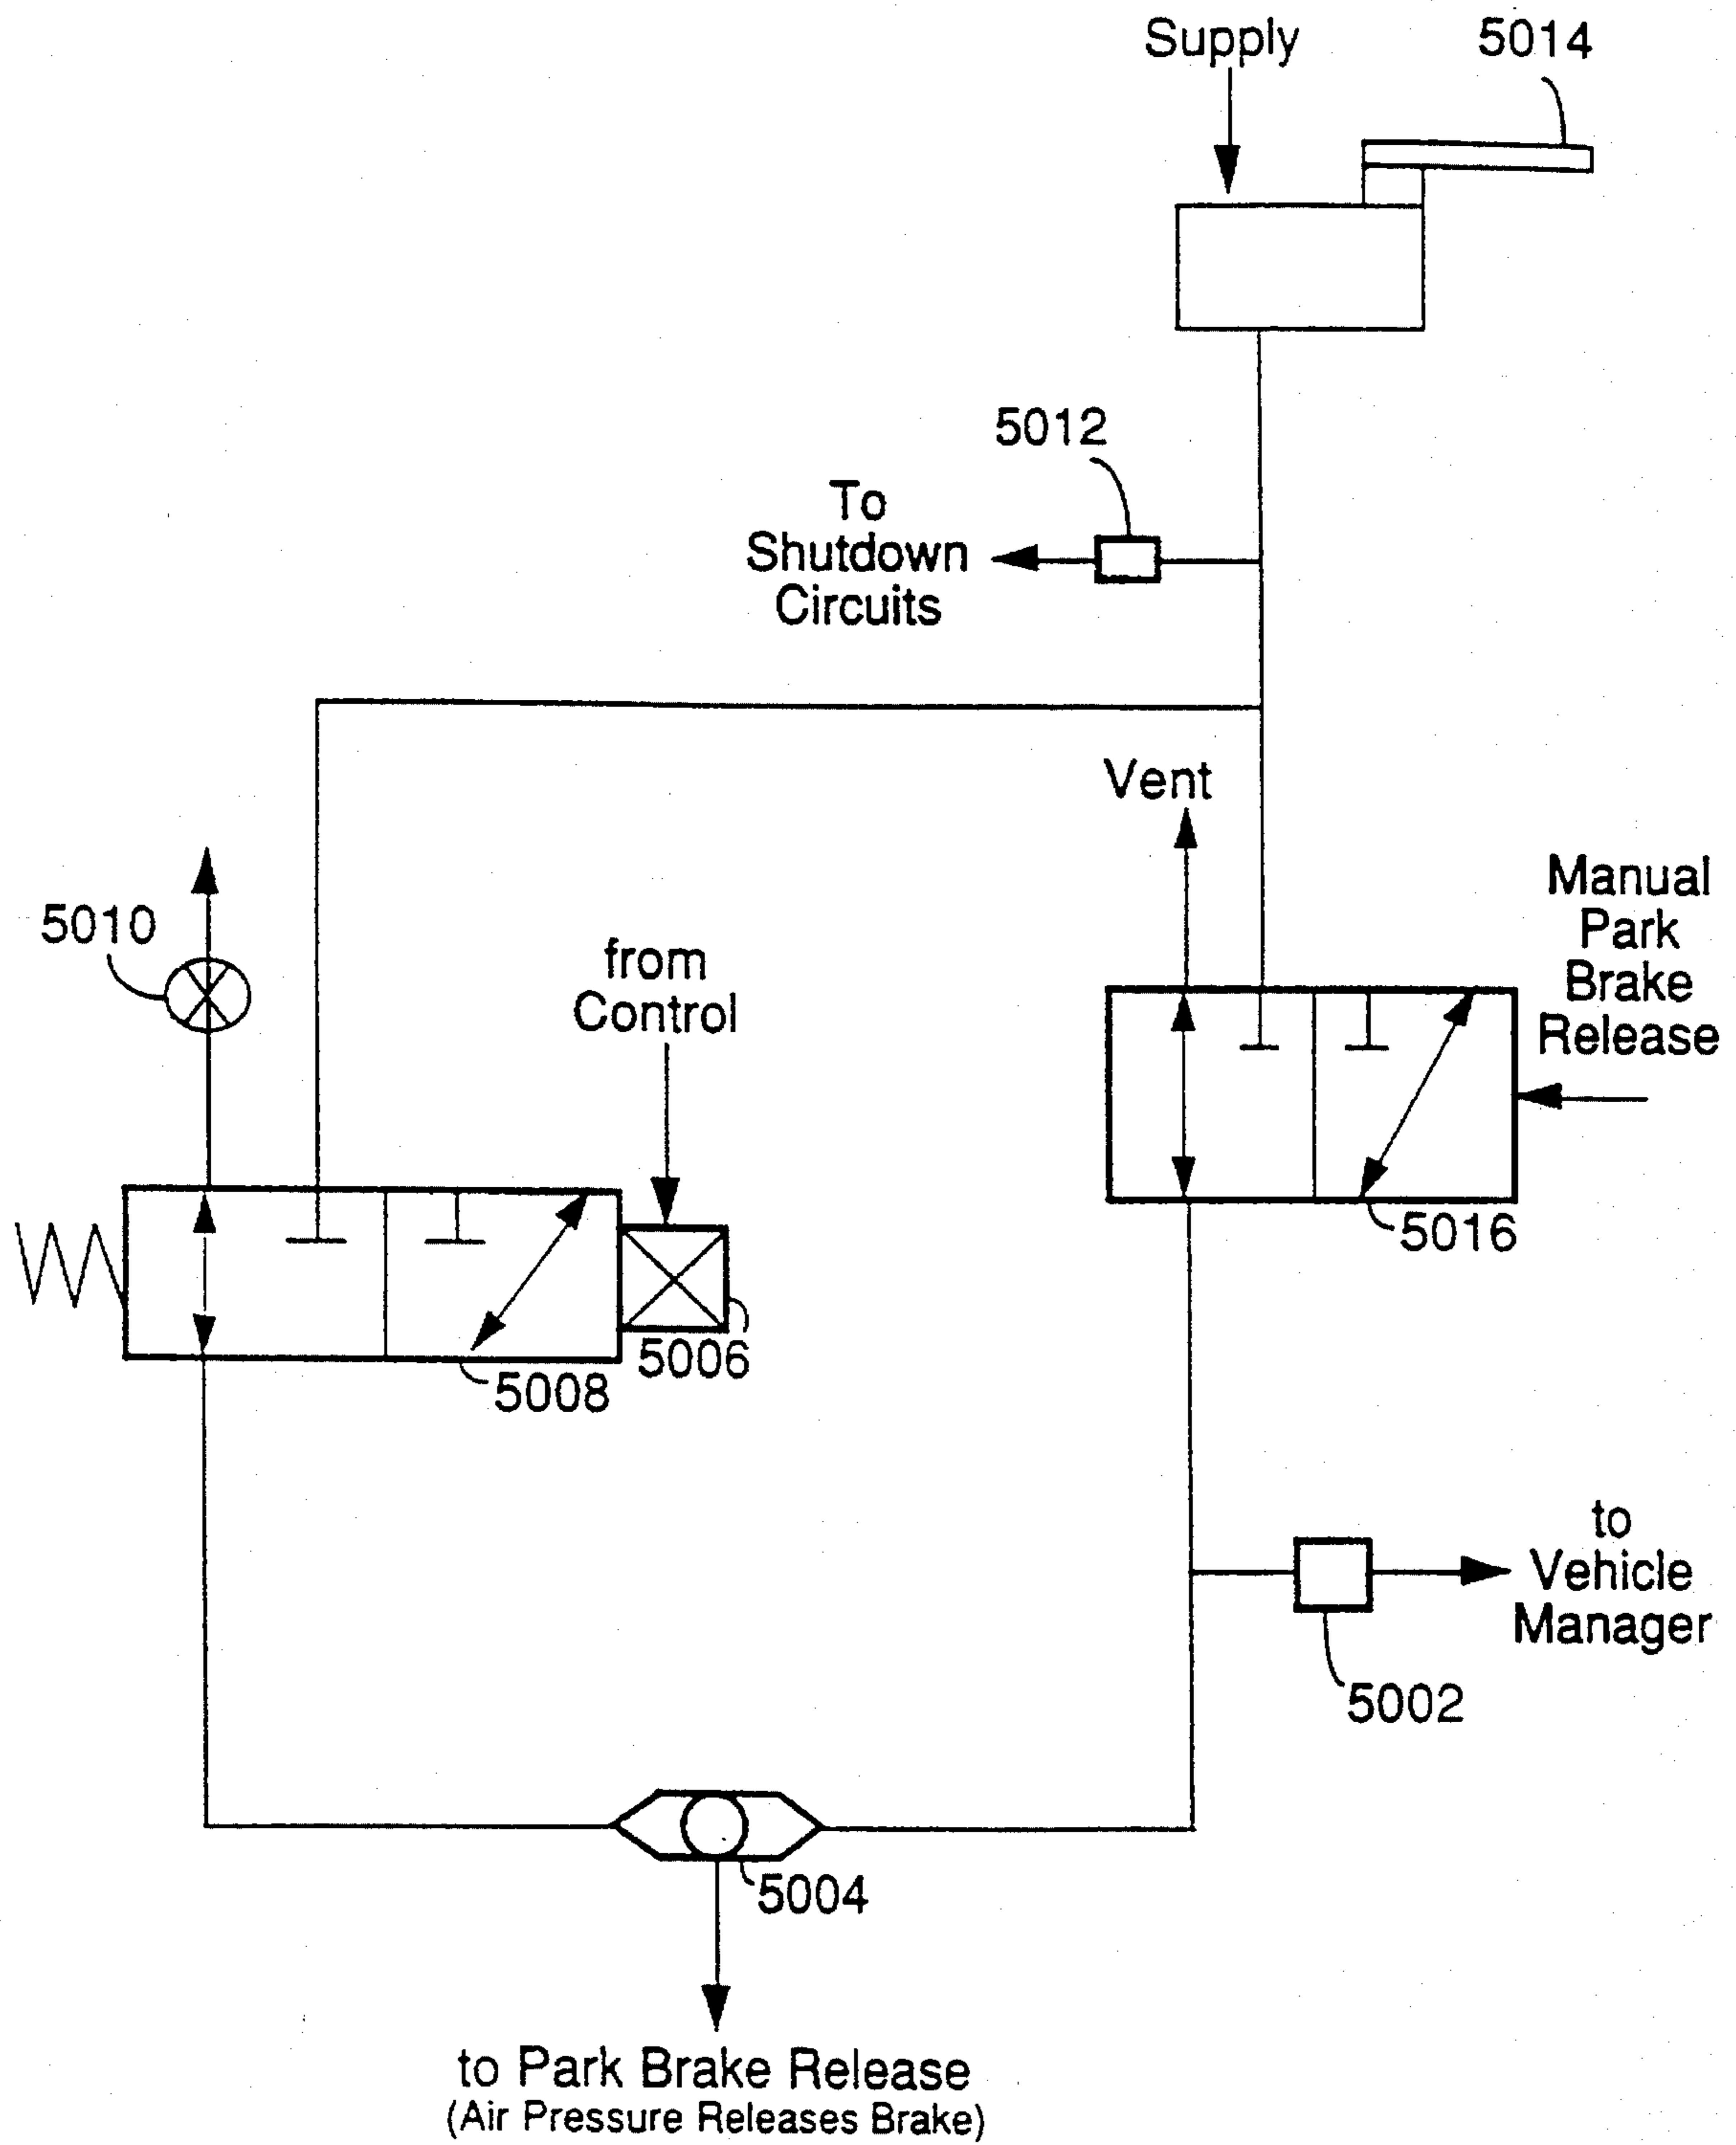 Supply
5014
5012
To
Shutdown
Circuits
Vent
Manual
Park
Brake
Release
5010
from
Control
5016
5006
5008
to
Vehicle
Manager
5002
5004
to Park Brake Release
(Air Pressure Releases Brake)